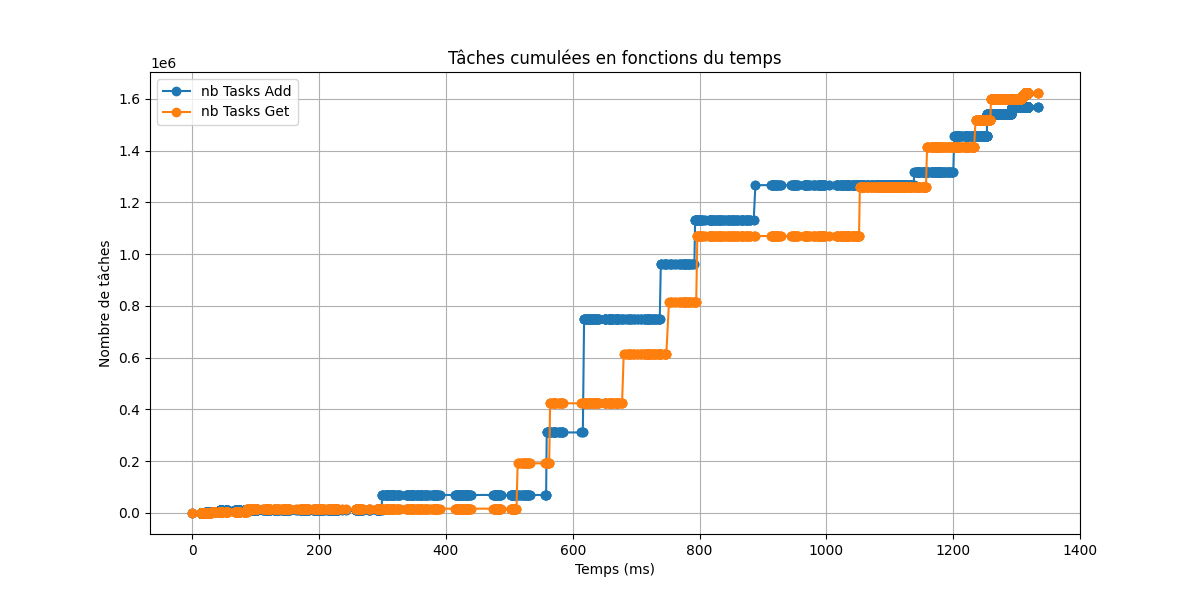 Tâches cumulées en fonctions du temps
1e6
nb Tasks Add
nb Tasks Get
Nombre de tâches
1.6
1.4
1.2
1.0
0.8
0.6
0.4
0.2
0.0
0 200 400 600 800 1000 1200 1400
Temps (ms)